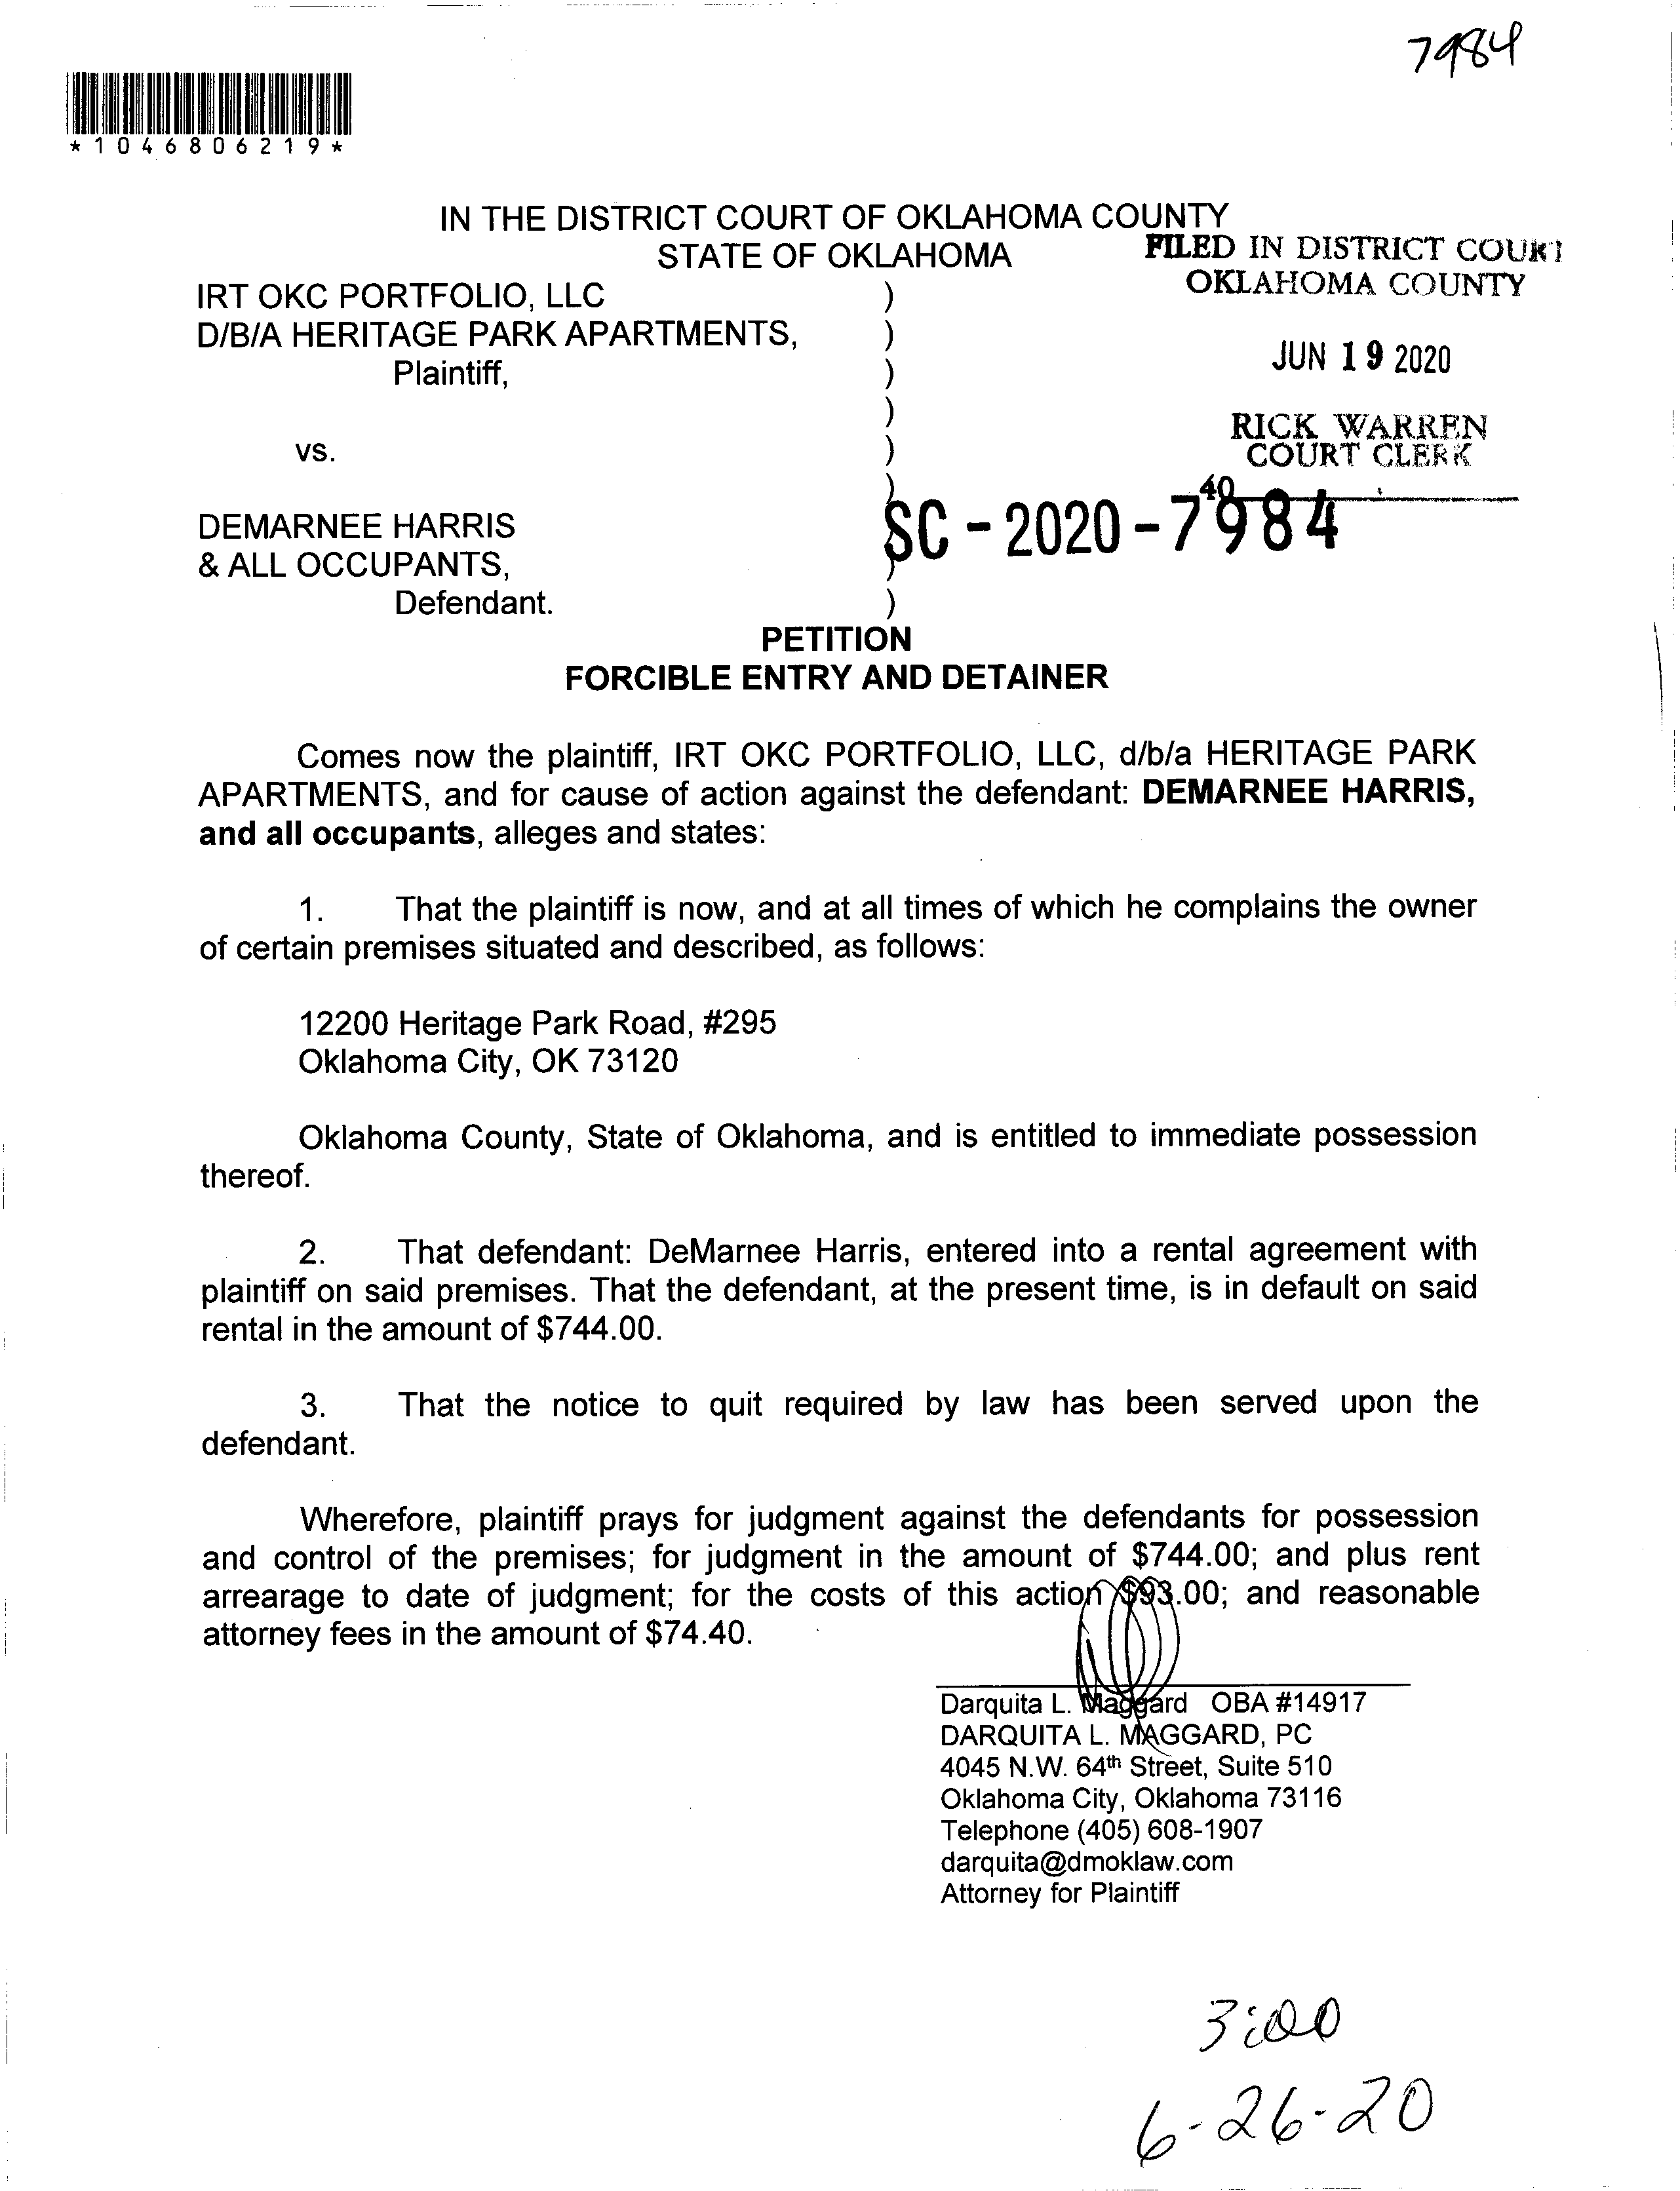 7984
*1046806219*
IN THE DISTRICT COURT OF OKLAHOMA COUNTY
STATE OF OKLAHOMA
FILED IN DISTRICT COURT
OKLAHOMA COUNTY
IRT OKC PORTFOLIO, LLC )
D/B/A HERITAGE PARK APARTMENTS, )
JUN 19 2020
Plaintiff, )
)
RICK WARREN
COURT CLERK
vs. )
)
40
SC-2020-7984
DEMARNEE HARRIS
& ALL OCCUPANTS, )
Defendant. )
PETITION
FORCIBLE ENTRY AND DETAINER
Comes now the plaintiff, IRT OKC PORTFOLIO, LLC, d/b/a HERITAGE PARK
APARTMENTS, and for cause of action against the defendant: DEMARNEE HARRIS,
and all occupants, alleges and states:
1. That the plaintiff is now, and at all times of which he complains the owner
of certain premises situated and described, as follows:
12200 Heritage Park Road, #295
Oklahoma City, OK 73120
Oklahoma County, State of Oklahoma, and is entitled to immediate possession
thereof.
2. That defendant: DeMarnee Harris, entered into a rental agreement with
plaintiff on said premises. That the defendant, at the present time, is in default on said
rental in the amount of $744.00.
3. That the notice to quit required by law has been served upon the
defendant.
Wherefore, plaintiff prays for judgment against the defendants for possession
and control of the premises; for judgment in the amount of $744.00; and plus rent
arrearage to date of judgment; for the costs of this action $93.00; and reasonable
attorney fees in the amount of $74.40.
Darquita L. Maggard OBA #14917
DARQUITA L. MAGGARD, PC
4045 N.W. 64th Street, Suite 510
Oklahoma City, Oklahoma 73116
Telephone (405) 608-1907
darquita@dmoklaw.com
Attorney for Plaintiff
3:00
6-26-20